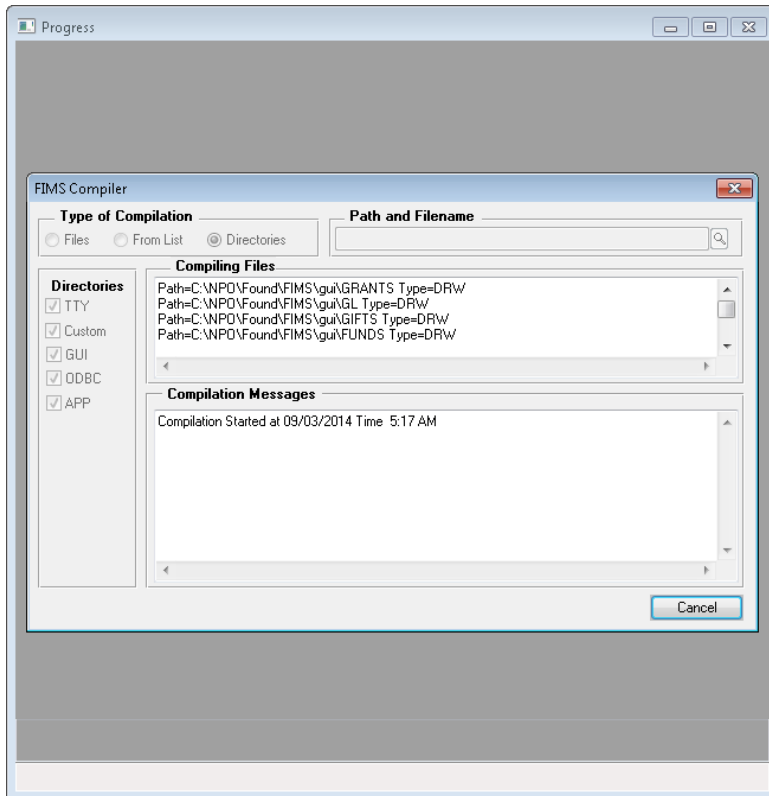 Progress
FIMS Compiler
Type of Compilation
Files From List Directories
Path and Filename
Directories
TTY
Custom
GUI
ODBC
APP
Compiling Files
Path=C:\NPO\Found\FIMS\gui\GRANTS Type=DRW
Path=C:\NPO\Found\FIMS\gui\GL Type=DRW
Path=C:\NPO\Found\FIMS\gui\GIFTS Type=DRW
Path=C:\NPO\Found\FIMS\gui\FUNDS Type=DRW
Compilation Messages
Compilation Started at 09/03/2014 Time  5:17 AM
Cancel